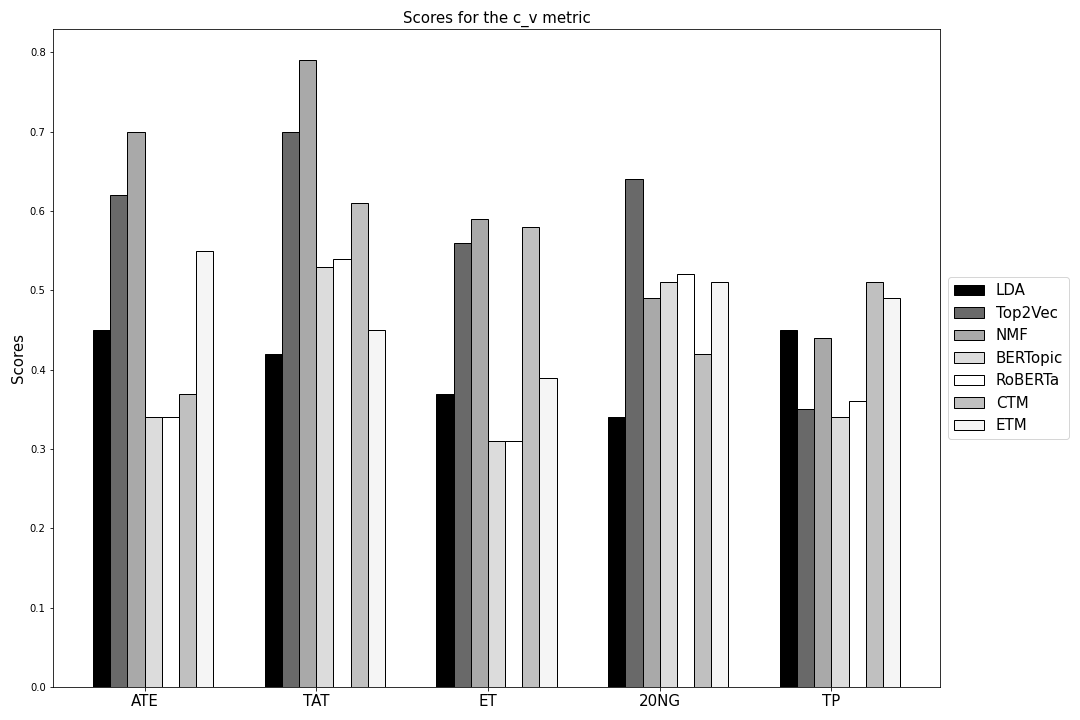 Scores for the c_v metric
Scores
0.8
0.7
0.6
0.5
0.4
0.3
0.2
0.1
0.0
ATE TAT ET 20NG TP
LDA
Top2Vec
NMF
BERTopic
RoBERTa
CTM
ETM